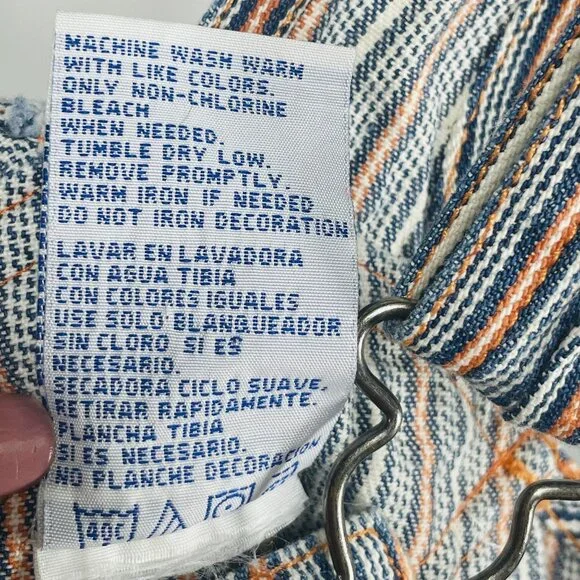 MACHINE WASH WARM
WITH LIKE COLORS.
ONLY NON-CHLORINE
BLEACH
WHEN NEEDED.
TUMBLE DRY LOW.
REMOVE PROMPTLY.
WARM IRON IF NEEDED
DO NOT IRON DECORATION
LAVAR EN LAVADORA
CON AGUA TIBIA
CON COLORES IGUALES
USE SOLO BLANQUEADOR
SIN CLORO SI ES
NECESARIO.
SECADORA CICLO SUAVE.
RETIRAR RAPIDAMENTE.
PLANCHA TIBIA
SI ES NECESARIO.
NO PLANCHE DECORACION
40C